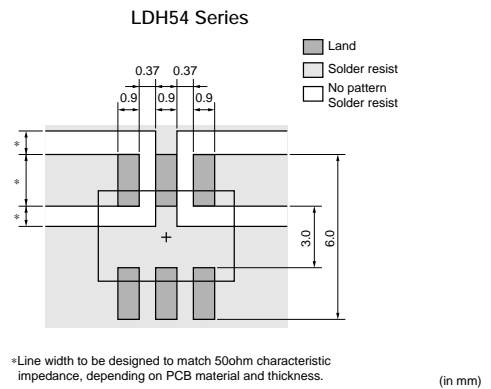 LDH54 Series
Land
Solder resist
No pattern
Solder resist
0.37 0.37
0.9 0.9 0.9
*
*
*
3.0
6.0
*Line width to be designed to match 50ohm characteristic
impedance, depending on PCB material and thickness.
(in mm)